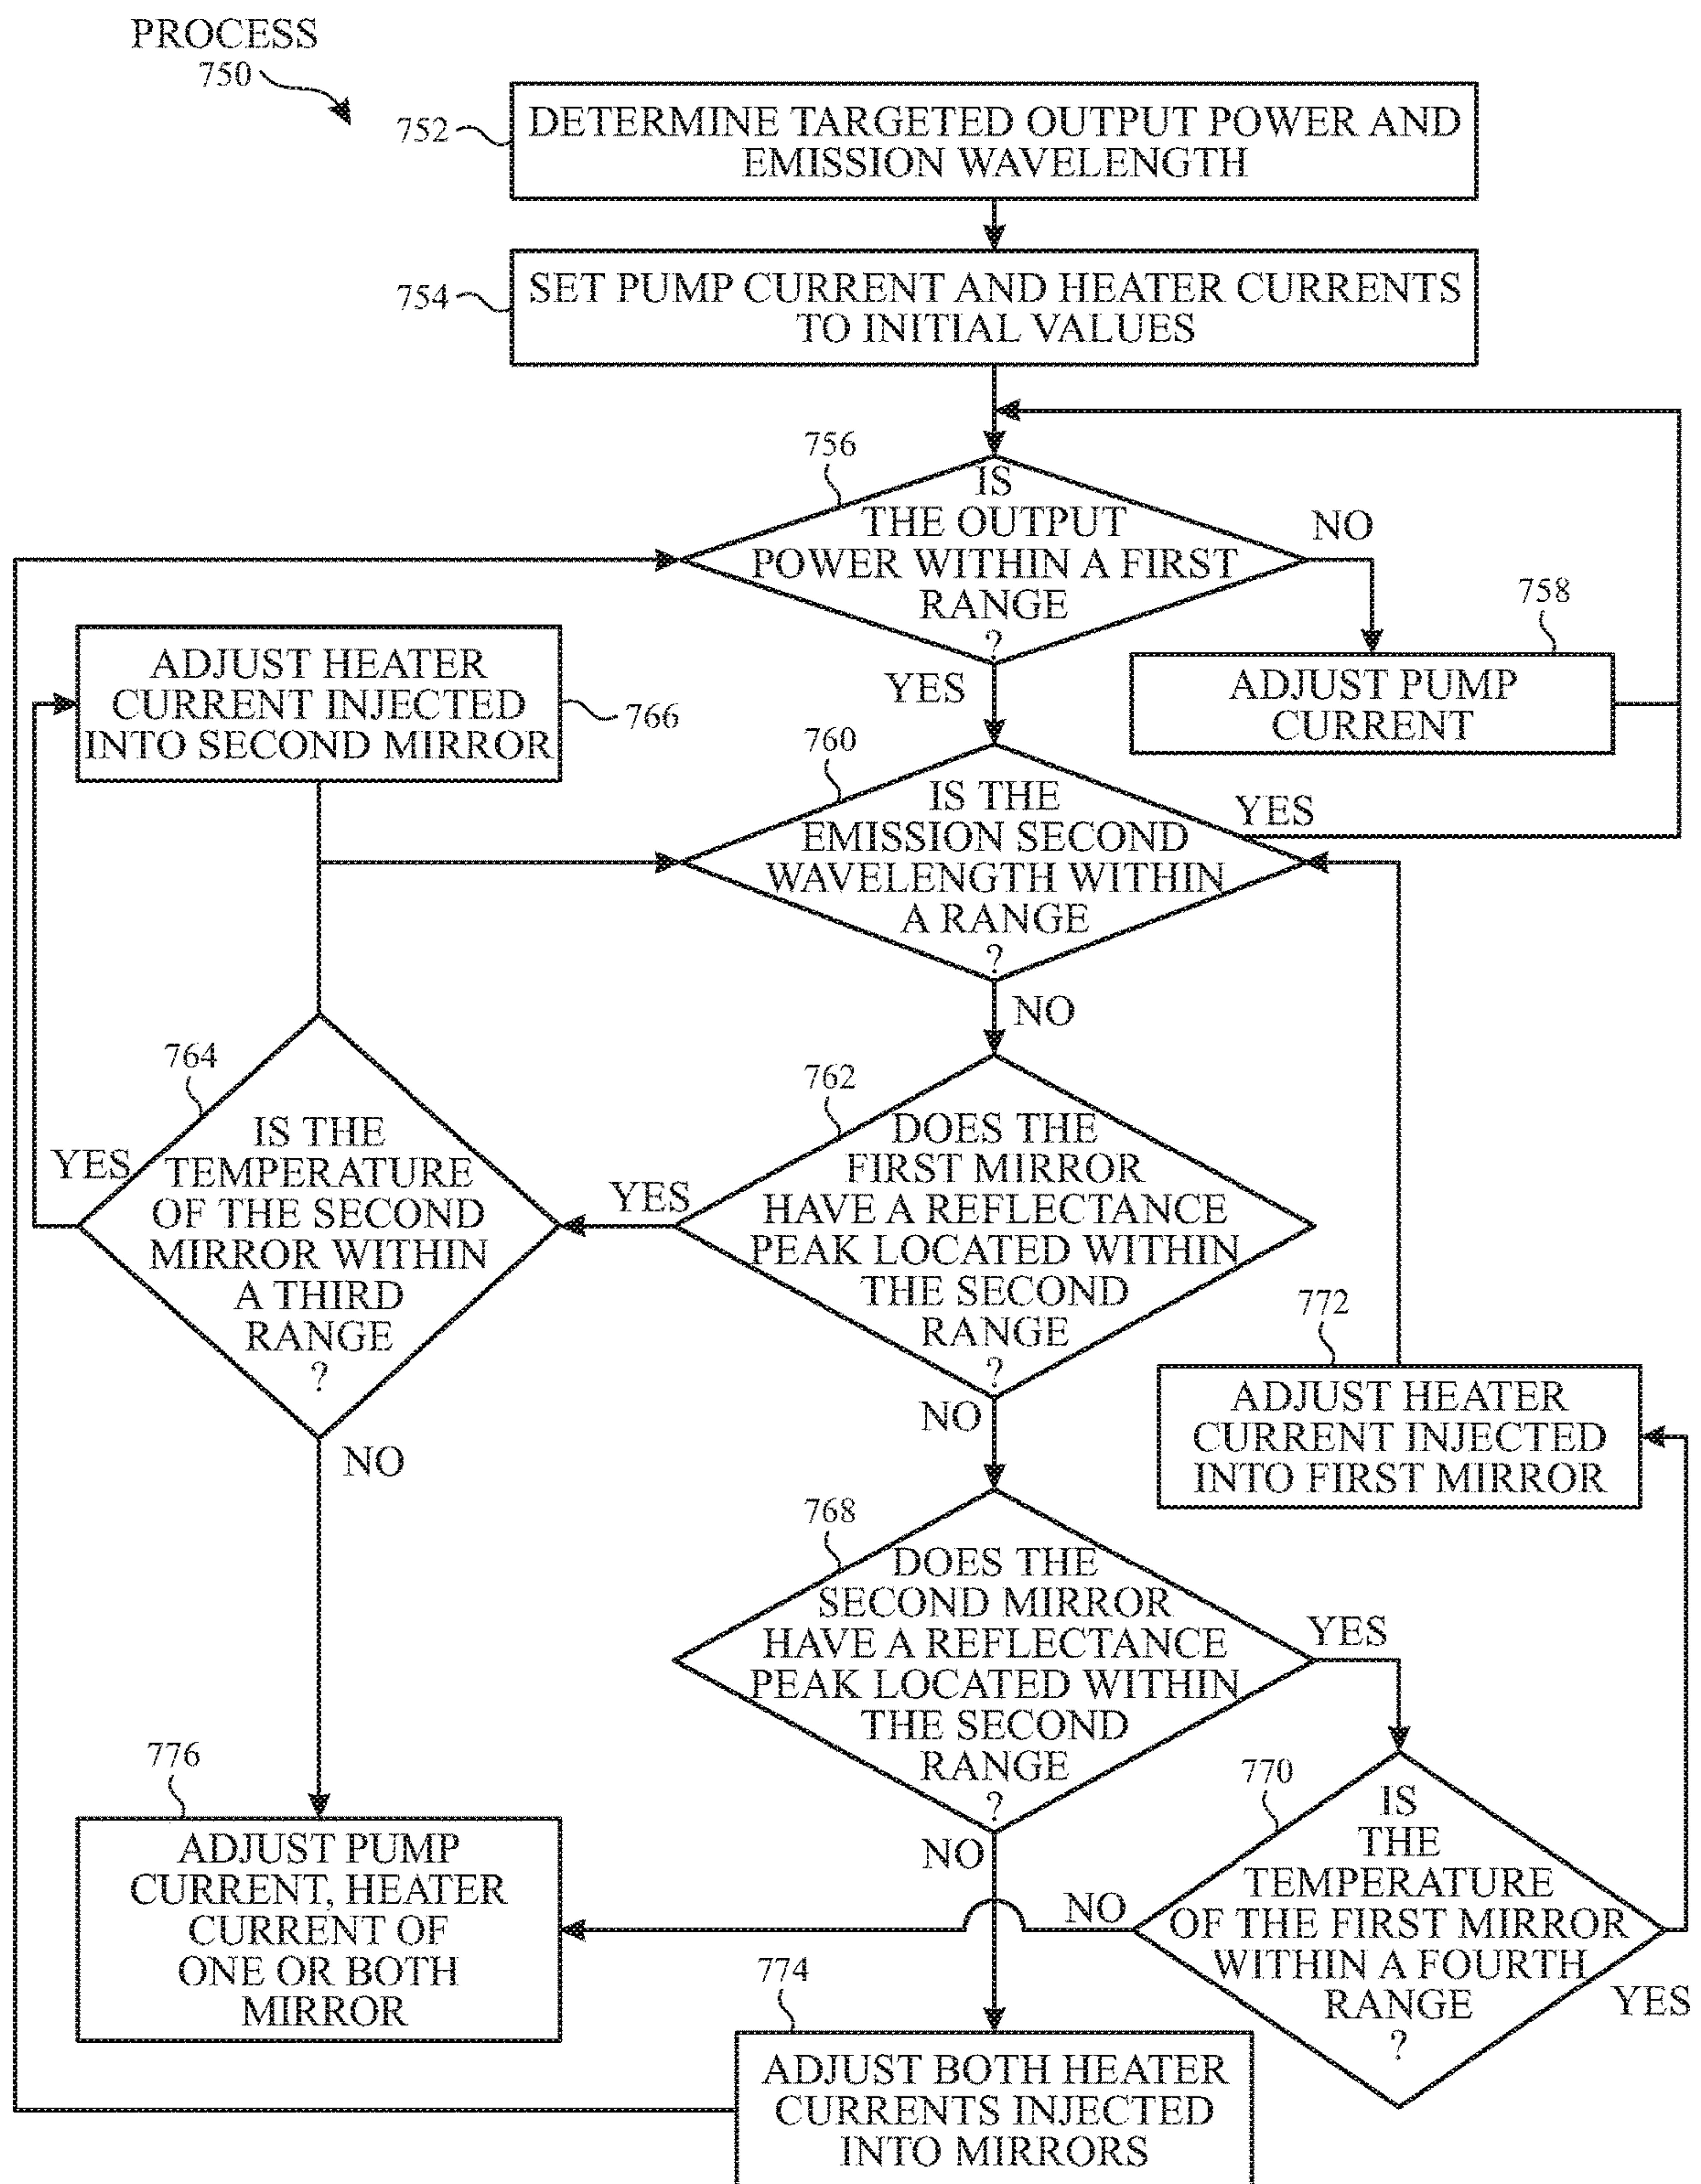 PROCESS
750
752
DETERMINE TARGETED OUTPUT POWER AND
EMISSION WAVELENGTH
754
SET PUMP CURRENT AND HEATER CURRENTS
TO INITIAL VALUES
756
IS
THE OUTPUT
POWER WITHIN A FIRST
RANGE
?
NO
YES
758
ADJUST PUMP
CURRENT
ADJUST HEATER
CURRENT INJECTED
INTO SECOND MIRROR
766
760
IS THE
EMISSION SECOND
WAVELENGTH WITHIN
A RANGE
?
YES
NO
764
IS THE
TEMPERATURE
OF THE SECOND
MIRROR WITHIN
A THIRD
RANGE
?
YES
NO
762
DOES THE
FIRST MIRROR
HAVE A REFLECTANCE
PEAK LOCATED WITHIN
THE SECOND
RANGE
?
YES
NO
772
ADJUST HEATER
CURRENT INJECTED
INTO FIRST MIRROR
768
DOES THE
SECOND MIRROR
HAVE A REFLECTANCE
PEAK LOCATED WITHIN
THE SECOND
RANGE
?
YES
NO
776
ADJUST PUMP
CURRENT, HEATER
CURRENT OF
ONE OR BOTH
MIRROR
770
IS
THE
TEMPERATURE
OF THE FIRST MIRROR
WITHIN A FOURTH
RANGE
?
NO
YES
774
ADJUST BOTH HEATER
CURRENTS INJECTED
INTO MIRRORS